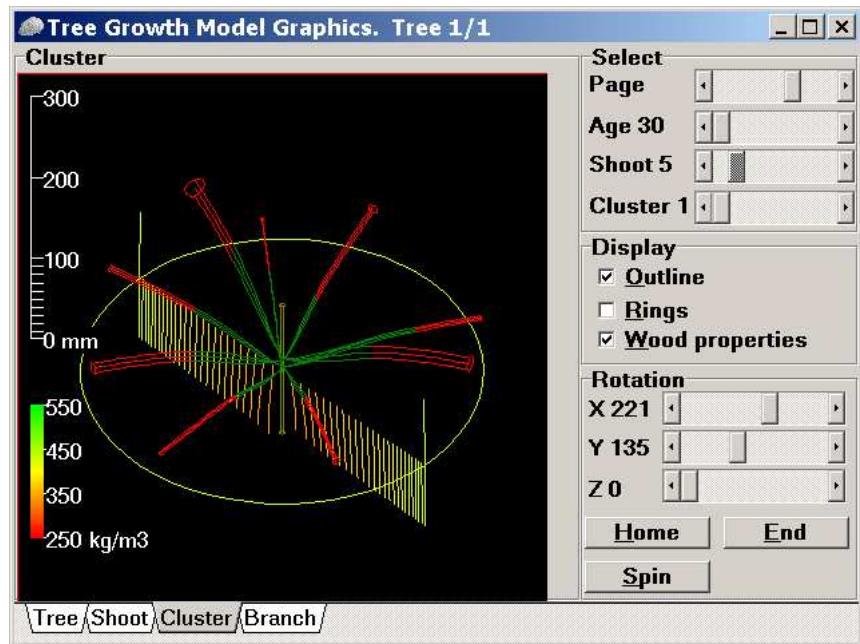 Tree Growth Model Graphics. Tree 1/1
Cluster
300
200
100
0 mm
550
450
350
250 kg/m3
Select
Page
Age 30
Shoot 5
Cluster 1
Display
Outline
Rings
Wood properties
Rotation
X 221
Y 135
Z 0
Home End
Spin
Tree Shoot Cluster Branch